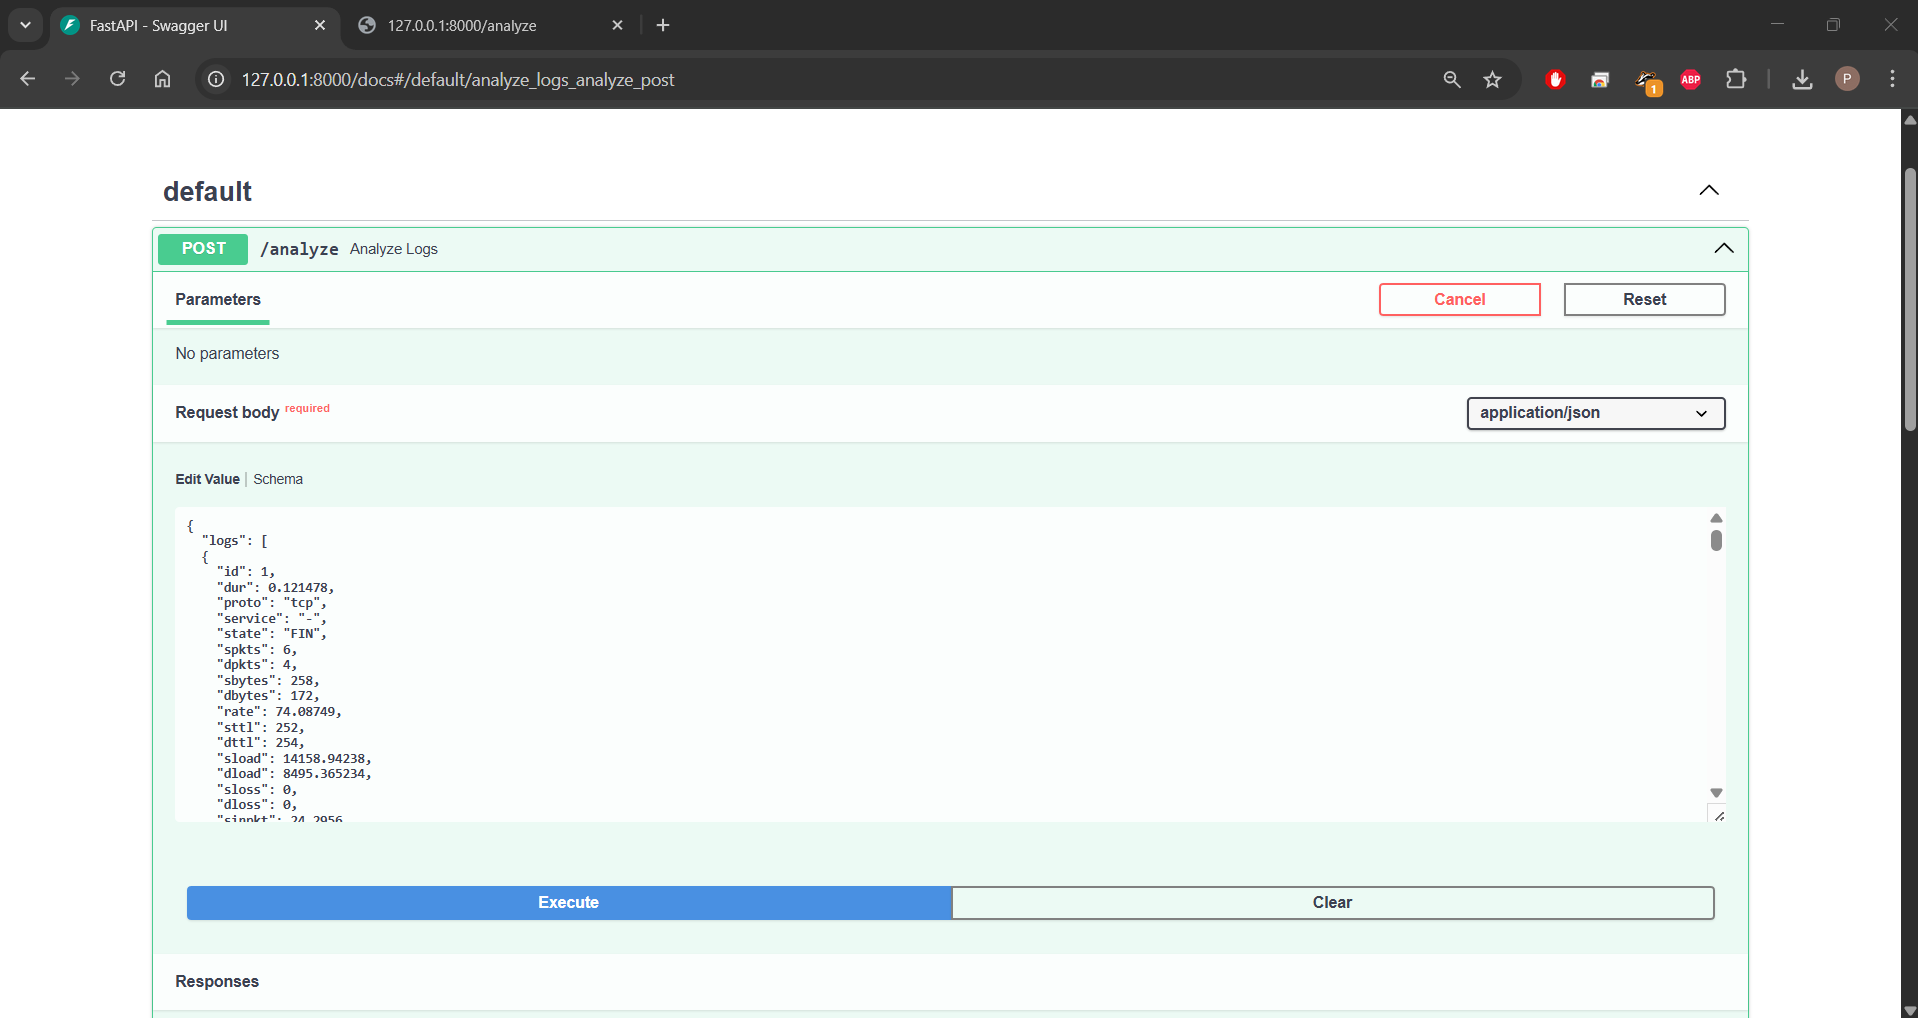 FastAPI - Swagger UI
127.0.0.1:8000/analyze
127.0.0.1:8000/docs#/default/analyze_logs_analyze_post
1
ABP
P
default
POST /analyze Analyze Logs
Parameters
Cancel
Reset
No parameters
Request body required
application/json
Edit Value | Schema
{
"logs": [
{
"id": 1,
"dur": 0.121478,
"proto": "tcp",
"service": "-",
"state": "FIN",
"spkts": 6,
"dpkts": 4,
"sbytes": 258,
"dbytes": 172,
"rate": 74.08749,
"sttl": 252,
"dttl": 254,
"sload": 14158.94238,
"dload": 8495.365234,
"sloss": 0,
"dloss": 0,
"sinpkt": 24.2956
Execute
Clear
Responses